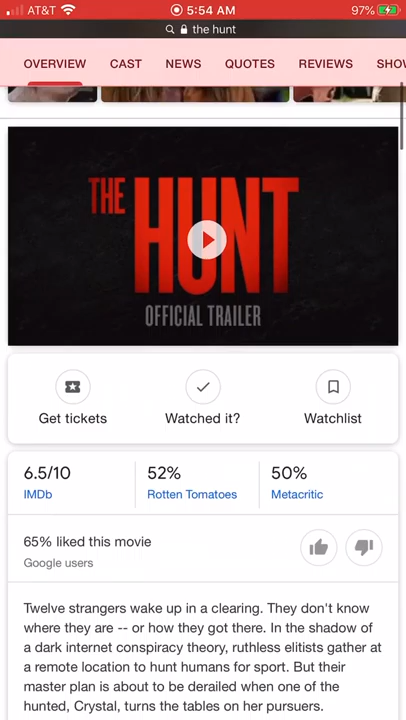 AT&T 5:54 AM 97%
the hunt
OVERVIEW CAST NEWS QUOTES REVIEWS SHOW
THE HUNT
OFFICIAL TRAILER
Get tickets Watched it? Watchlist
6.5/10 52% 50%
IMDb Rotten Tomatoes Metacritic
65% liked this movie
Google users
Twelve strangers wake up in a clearing. They don't know
where they are -- or how they got there. In the shadow of
a dark internet conspiracy theory, ruthless elitists gather at
a remote location to hunt humans for sport. But their
master plan is about to be derailed when one of the
hunted, Crystal, turns the tables on her pursuers.